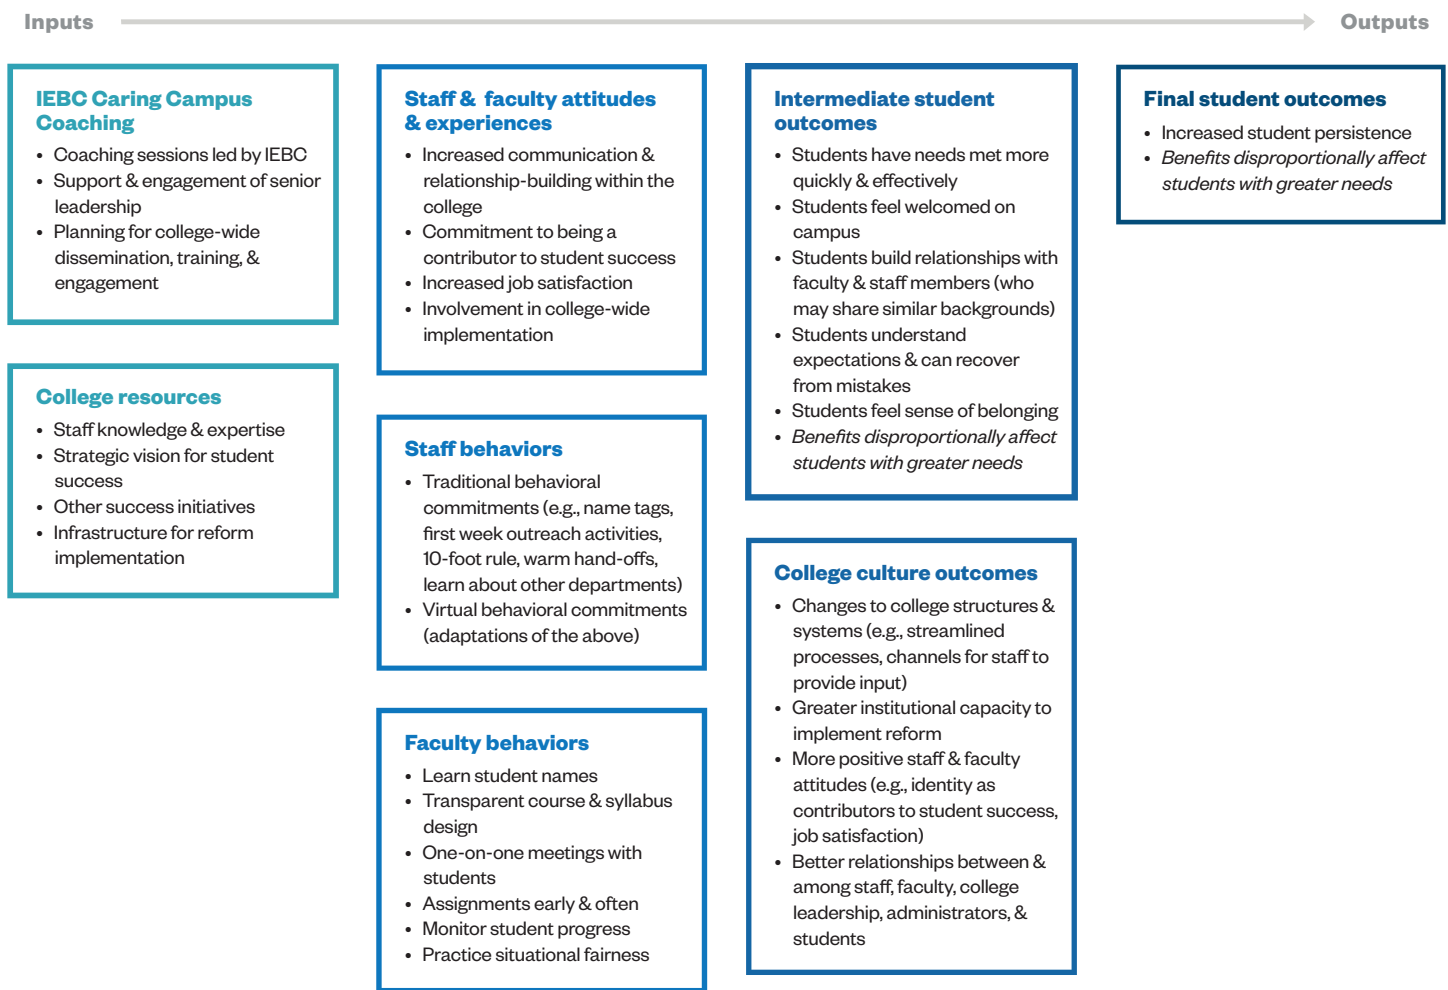 Inputs
Outputs
IEBC Caring Campus
Coaching
• Coaching sessions led by IEBC
• Support & engagement of senior
leadership
• Planning for college-wide
dissemination, training, &
engagement
College resources
• Staff knowledge & expertise
• Strategic vision for student
success
• Other success initiatives
• Infrastructure for reform
implementation
Staff & faculty attitudes
& experiences
• Increased communication &
relationship-building within the
college
• Commitment to being a
contributor to student success
• Increased job satisfaction
• Involvement in college-wide
implementation
Staff behaviors
• Traditional behavioral
commitments (e.g., name tags,
first week outreach activities,
10-foot rule, warm hand-offs,
learn about other departments)
• Virtual behavioral commitments
(adaptations of the above)
Faculty behaviors
• Learn student names
• Transparent course & syllabus
design
• One-on-one meetings with
students
• Assignments early & often
• Monitor student progress
• Practice situational fairness
Intermediate student
outcomes
• Students have needs met more
quickly & effectively
• Students feel welcomed on
campus
• Students build relationships with
faculty & staff members (who
may share similar backgrounds)
• Students understand
expectations & can recover
from mistakes
• Students feel sense of belonging
• Benefits disproportionally affect
students with greater needs
College culture outcomes
• Changes to college structures &
systems (e.g., streamlined
processes, channels for staff to
provide input)
• Greater institutional capacity to
implement reform
• More positive staff & faculty
attitudes (e.g., identity as
contributors to student success,
job satisfaction)
• Better relationships between &
among staff, faculty, college
leadership, administrators, &
students
Final student outcomes
• Increased student persistence
• Benefits disproportionally affect
students with greater needs